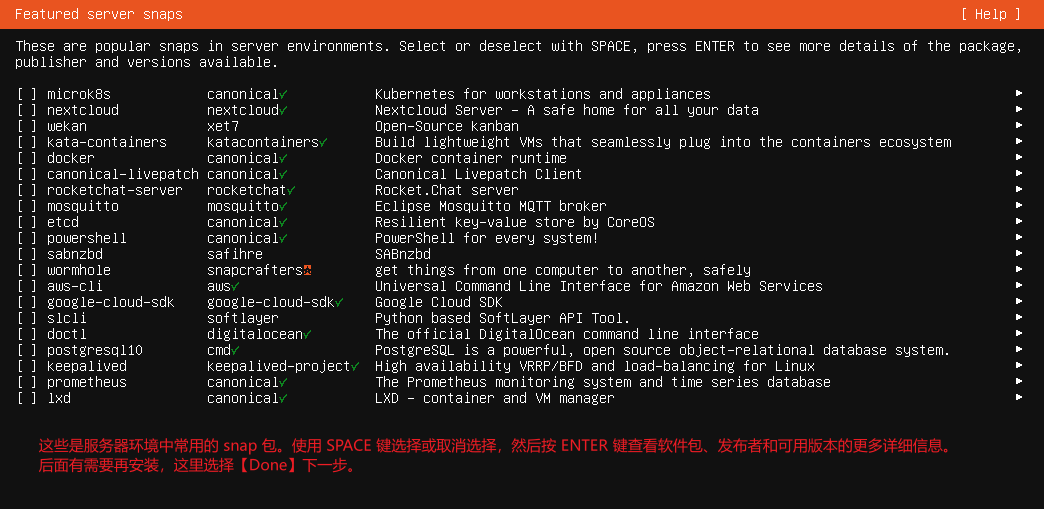 Featured server snaps [ Help ]
These are popular snaps in server environments. Select or deselect with SPACE, press ENTER to see more details of the package,
publisher and versions available.
[ ] microk8s canonical✓ Kubernetes for workstations and appliances ▶
[ ] nextcloud nextcloud✓ Nextcloud Server - A safe home for all your data ▶
[ ] wekan xet7 Open-Source kanban ▶
[ ] kata-containers katacontainers✓ Build lightweight VMs that seamlessly plug into the containers ecosystem ▶
[ ] docker canonical✓ Docker container runtime ▶
[ ] canonical-livepatch canonical✓ Canonical Livepatch Client ▶
[ ] rocketchat-server rocketchat✓ Rocket.Chat server ▶
[ ] mosquitto mosquitto✓ Eclipse Mosquitto MQTT broker ▶
[ ] etcd canonical✓ Resilient key-value store by CoreOS ▶
[ ] powershell canonical✓ PowerShell for every system! ▶
[ ] sabnzbd safihre SABnzbd ▶
[ ] wormhole snapcrafters get things from one computer to another, safely ▶
[ ] aws-cli aws✓ Universal Command Line Interface for Amazon Web Services ▶
[ ] google-cloud-sdk google-cloud-sdk✓ Google Cloud SDK ▶
[ ] slcli softlayer Python based SoftLayer API Tool. ▶
[ ] doctl digitalocean✓ The official DigitalOcean command line interface ▶
[ ] postgresql10 cmd✓ PostgreSQL is a powerful, open source object-relational database system. ▶
[ ] keepalived keepalived-project✓ High availability VRRP/BFD and load-balancing for Linux ▶
[ ] prometheus canonical✓ The Prometheus monitoring system and time series database ▶
[ ] lxd canonical✓ LXD - container and VM manager ▶
这些是服务器环境中常用的 snap 包。使用 SPACE 键选择或取消选择，然后按 ENTER 键查看软件包、发布者和可用版本的更多详细信息。
后面有需要再安装，这里选择【Done】下一步。